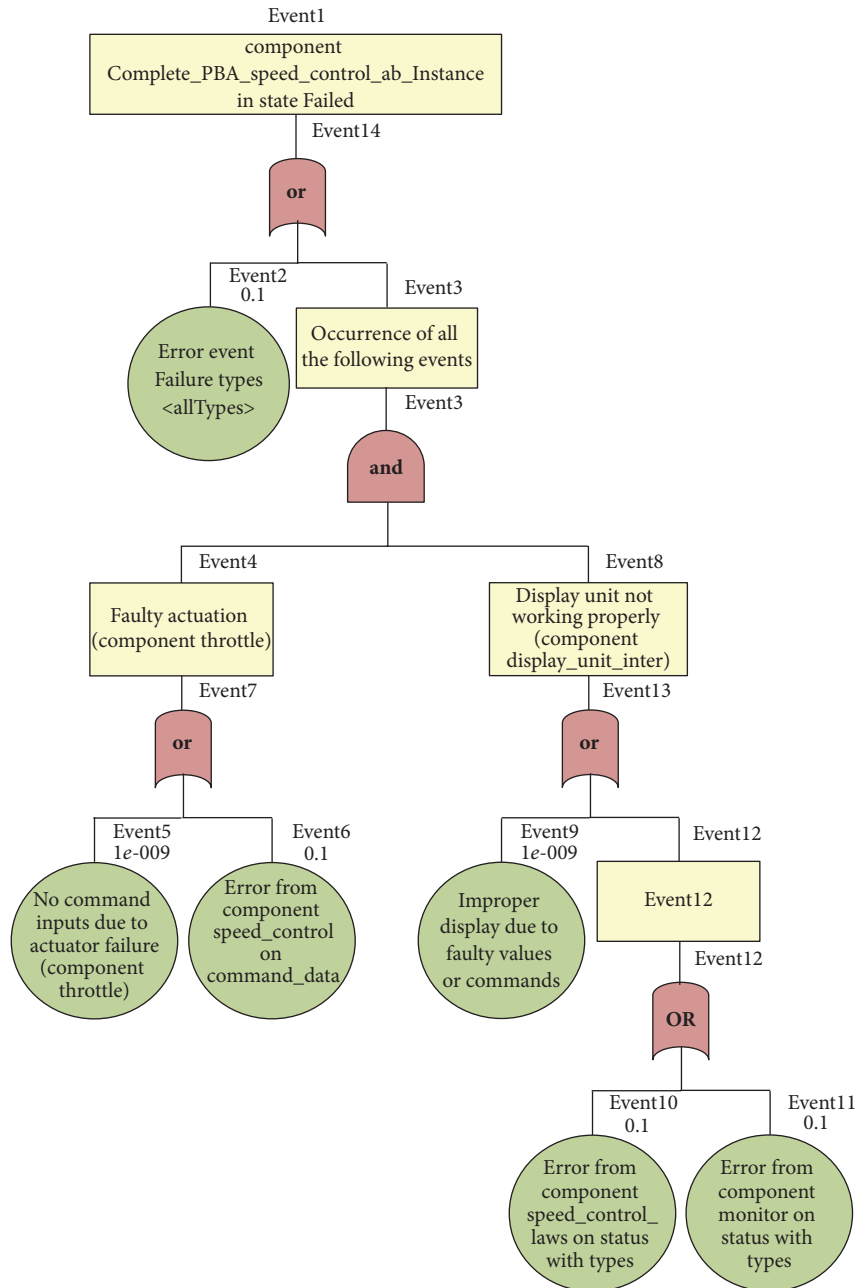 Event1
component
Complete_PBA_speed_control_ab_Instance
in state Failed
Event14
or
Event2
0.1
Event3
Error event
Failure types
<allTypes>
Occurrence of all
the following events
Event3
and
Event4
Event8
Faulty actuation
(component throttle)
Display unit not
working properly
(component
display_unit_inter)
Event7
Event13
or
or
Event5
1e-009
Event6
0.1
Event9
1e-009
Event12
No command
inputs due to
actuator failure
(component
throttle)
Error from
component
speed_control
on
command_data
Improper
display due to
faulty values
or commands
Event12
Event12
OR
Event10
0.1
Event11
0.1
Error from
component
speed_control_
laws on status
with types
Error from
component
monitor on
status with
types